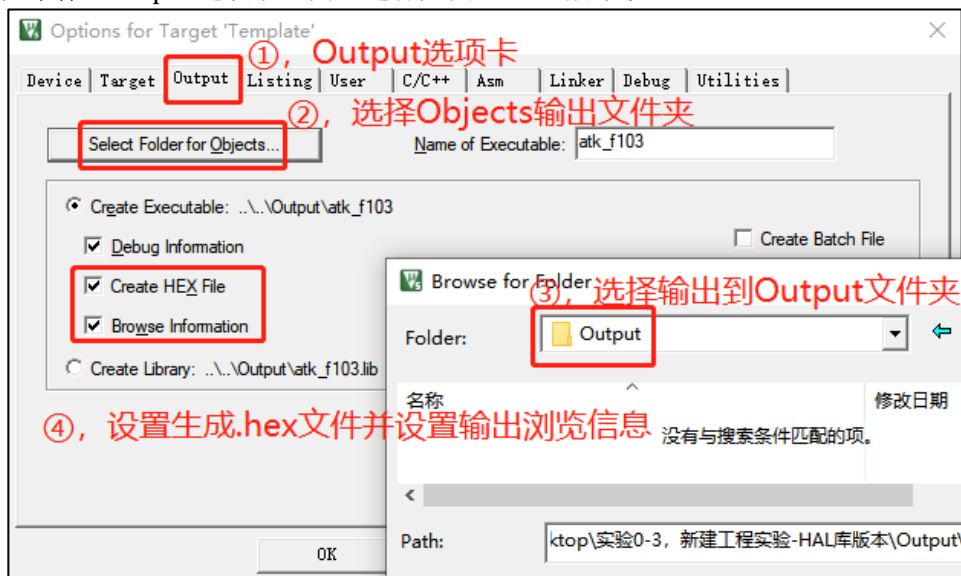 Options for Target 'Template'
①，Output选项卡
Device Target Output Listing User C/C++ Asm Linker Debug Utilities
②，选择Objects输出文件夹
Select Folder for Objects... Name of Executable: atk_f103
Create Executable: ..\..\Output\atk_f103
Debug Information Create Batch File
Create HEX File
Browse Information
Create Library: ..\..\Output\atk_f103.lib
Browse for Folder
③，选择输出到Output文件夹
Folder: Output
名称 修改日期
④，设置生成.hex文件并设置输出浏览信息
没有与搜索条件匹配的项。
Path: ktop\实验0-3，新建工程实验-HAL库版本\Output\
OK